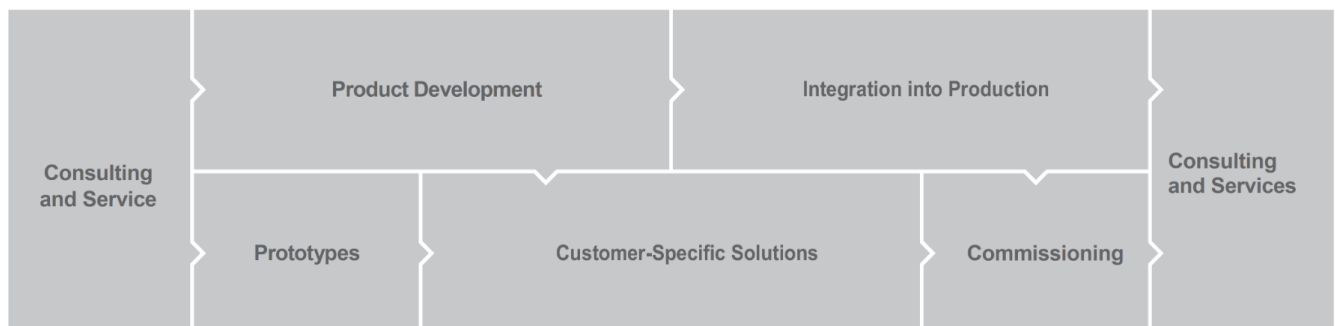 Consulting
and Service
Product Development
Integration into Production
Prototypes
Customer-Specific Solutions
Commissioning
Consulting
and Services